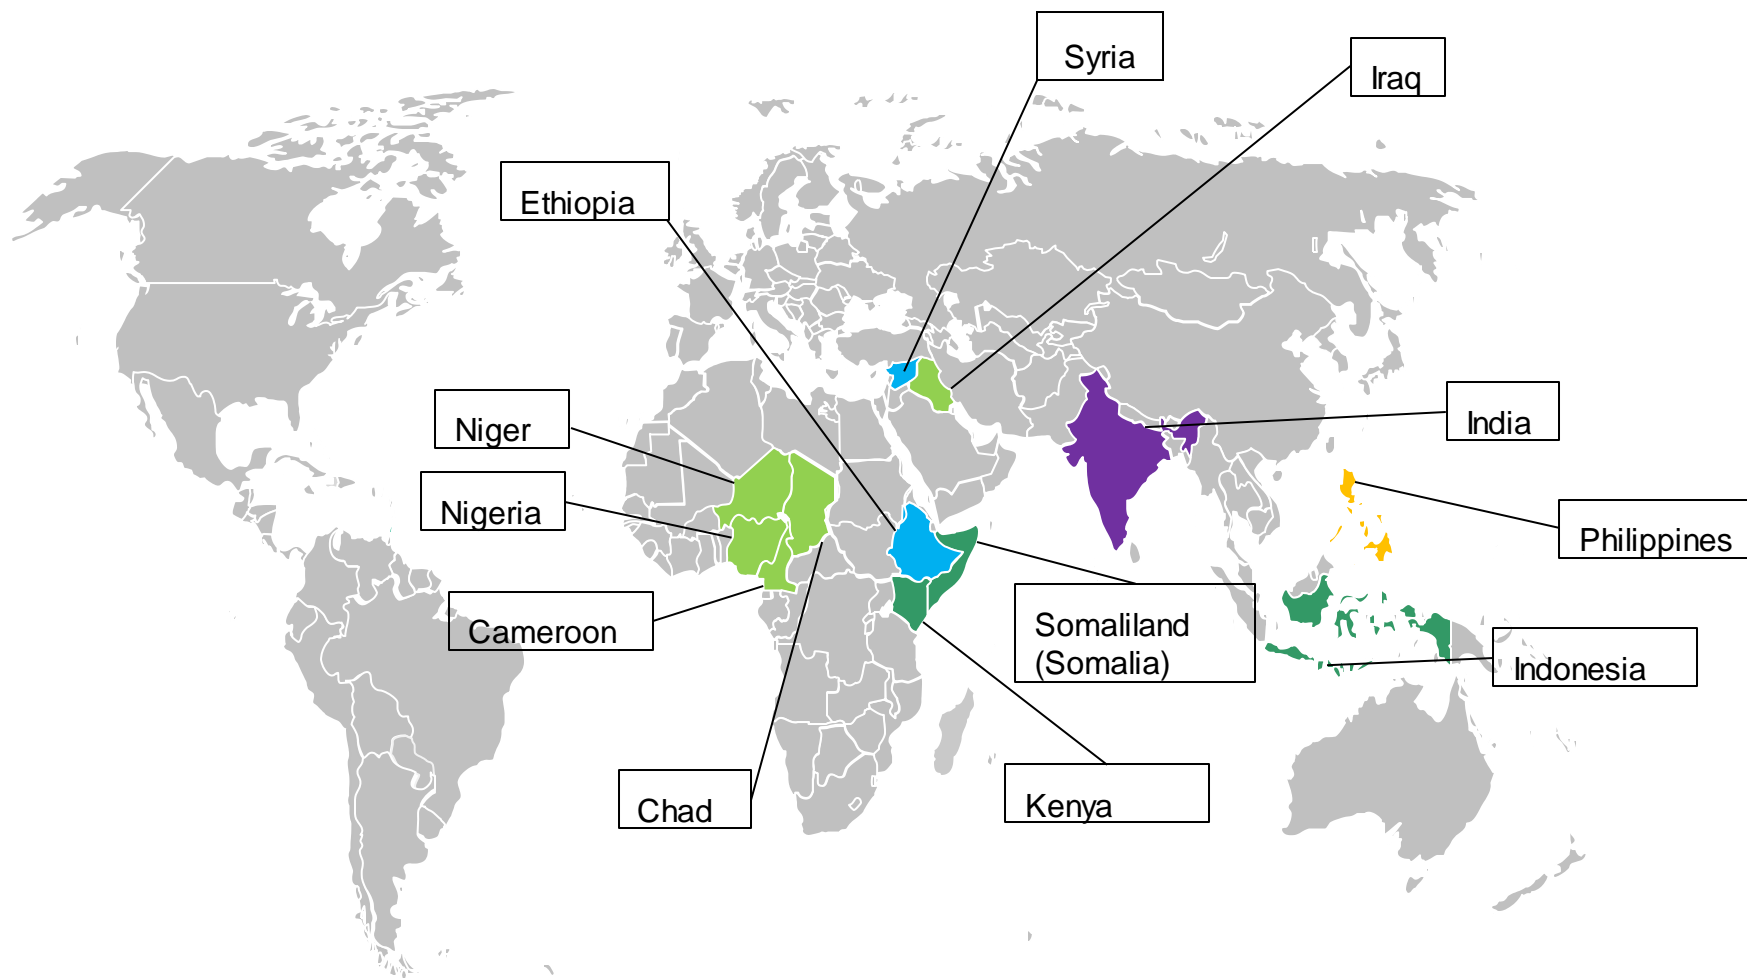 Syria
Iraq
Ethiopia
Niger
India
Nigeria
Philippines
Cameroon
Somaliland
(Somalia)
Indonesia
Chad
Kenya